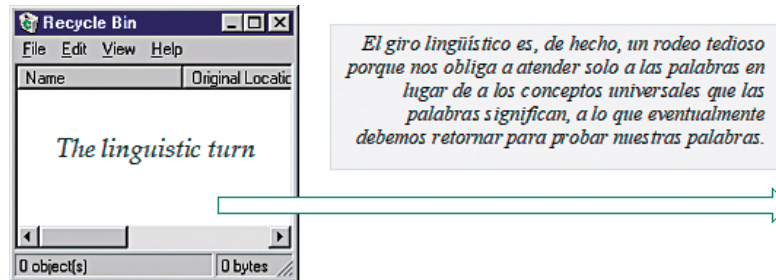 Recycle Bin
File Edit View Help
Name Original Locatic
The linguistic turn
0 object(s) 0 bytes
El giro lingüístico es, de hecho, un rodeo tedioso
porque nos obliga a atender solo a las palabras en
lugar de a los conceptos universales que las
palabras significan, a lo que eventualmente
debemos retornar para probar nuestras palabras.